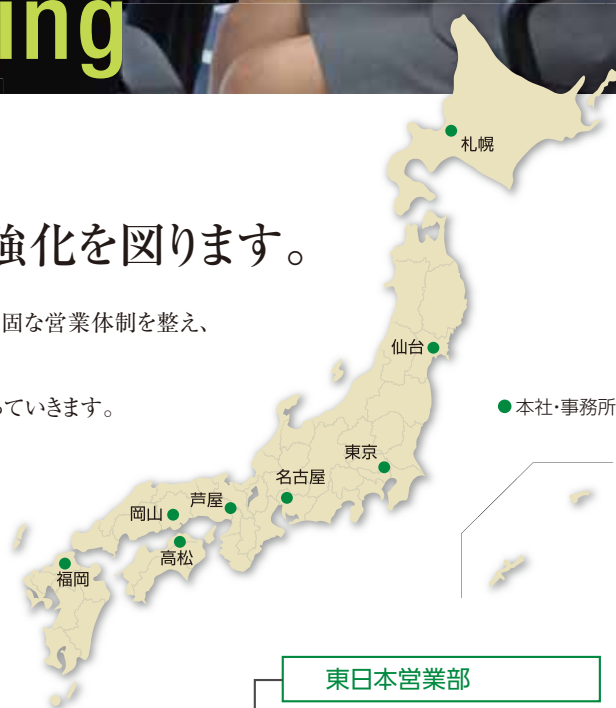 ing
札幌
強化を図ります。
固な営業体制を整え、
仙台
っていきます。
●本社・事務所
東京
名古屋
芦屋
岡山
高松
福岡
東日本営業部